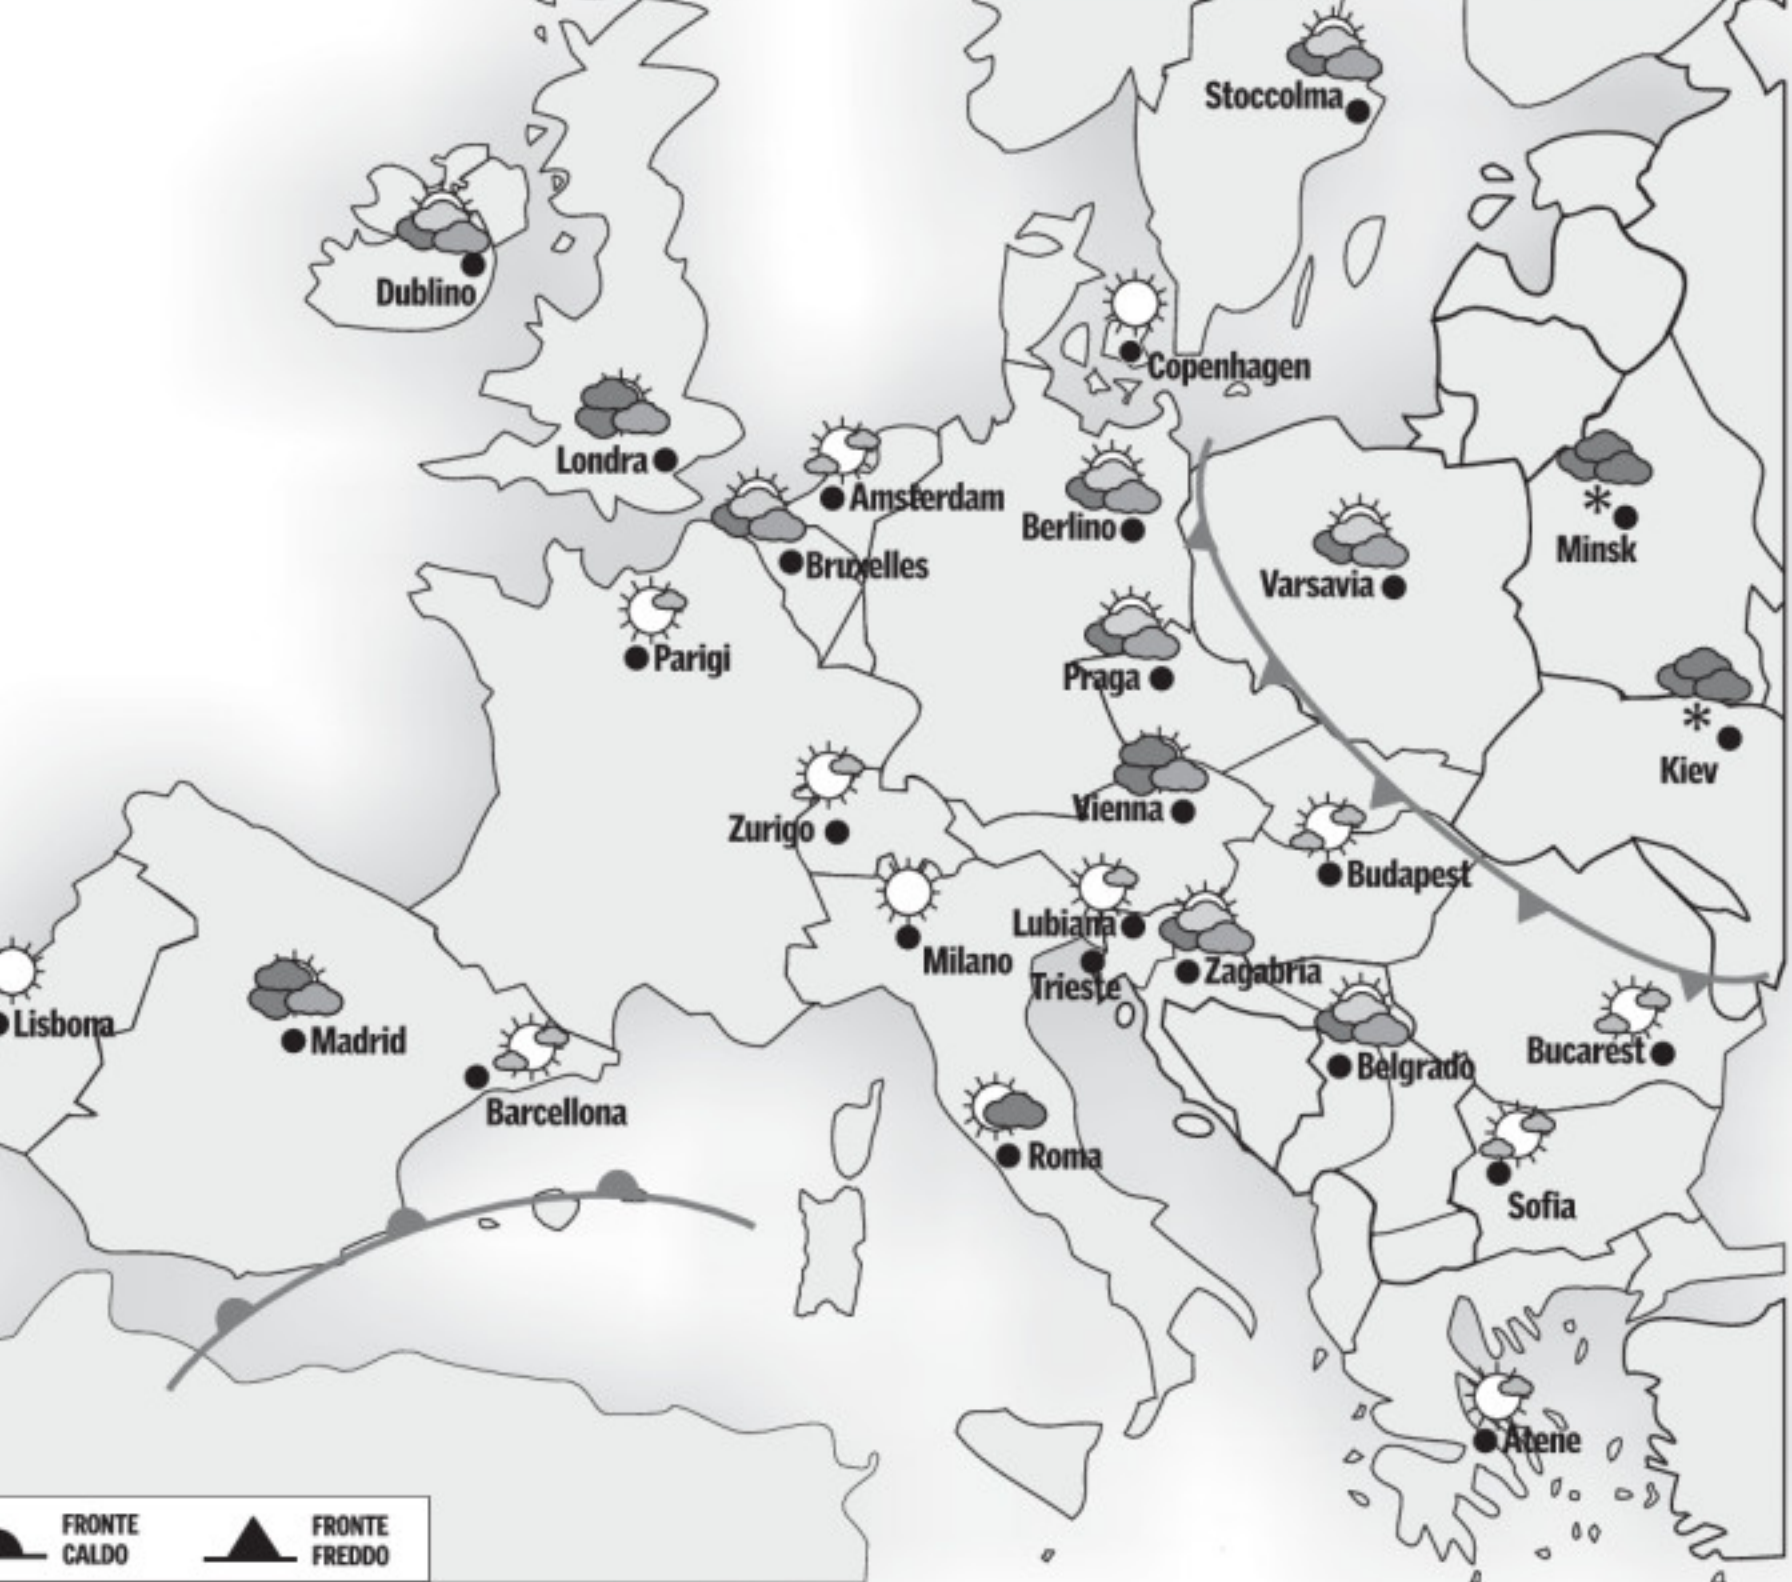 Stoccolma
Dublino
Copenhagen
Londra
Amsterdam
Berlino
Bruxelles
Varsavia
Minsk
Parigi
Praga
Kiev
Vienna
Zurigo
Budapest
Lubiana
Milano
Trieste
Zagabria
Lisbona
Madrid
Belgrado
Bucarest
Barcellona
Roma
Sofia
Atene
FRONTE
CALDO
FRONTE
FREDDO